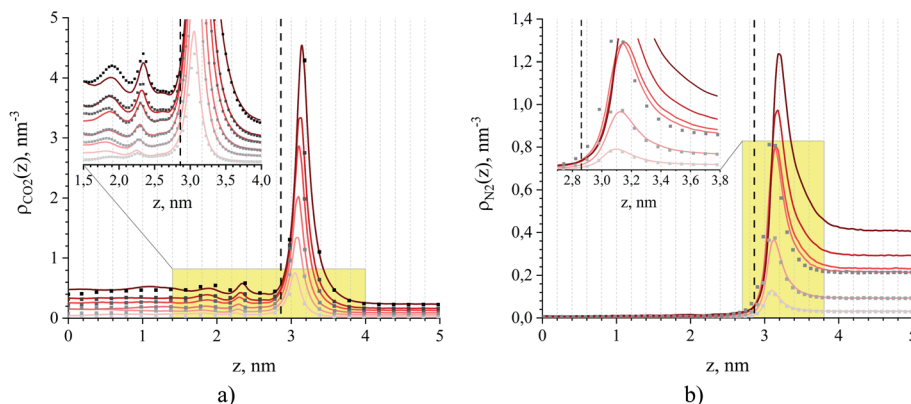 5
4
3
2
1
0
ρCO2(z), nm⁻³
1,5 2,0 2,5 3,0 3,5 4,0
z, nm
0 1 2 3 4 5
z, nm
a)
1,4
1,2
1,0
0,8
0,6
0,4
0,2
0,0
ρN2(z), nm⁻³
2,8 3,0 3,2 3,4 3,6 3,8
z, nm
0 1 2 3 4 5
z, nm
b)